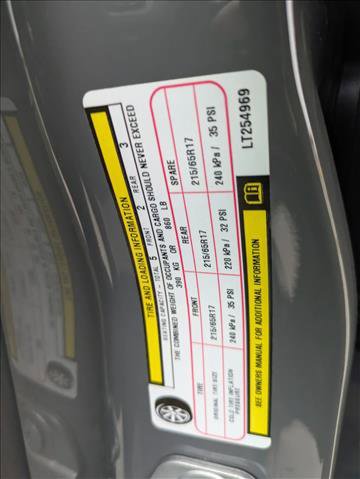 TIRE AND LOADING INFORMATION
SEATING CAPACITY - TOTAL 5 FRONT 2 REAR 3
THE COMBINED WEIGHT OF OCCUPANTS AND CARGO SHOULD NEVER EXCEED
390 KG OR 860 LB
TIRE FRONT REAR SPARE
ORIGINAL TIRE SIZE 215/65R17 215/65R17 215/65R17
COLD TIRE INFLATION PRESSURE 240 kPa / 35 PSI 220 kPa / 32 PSI 240 kPa / 35 PSI
SEE OWNERS MANUAL FOR ADDITIONAL INFORMATION
LT254969